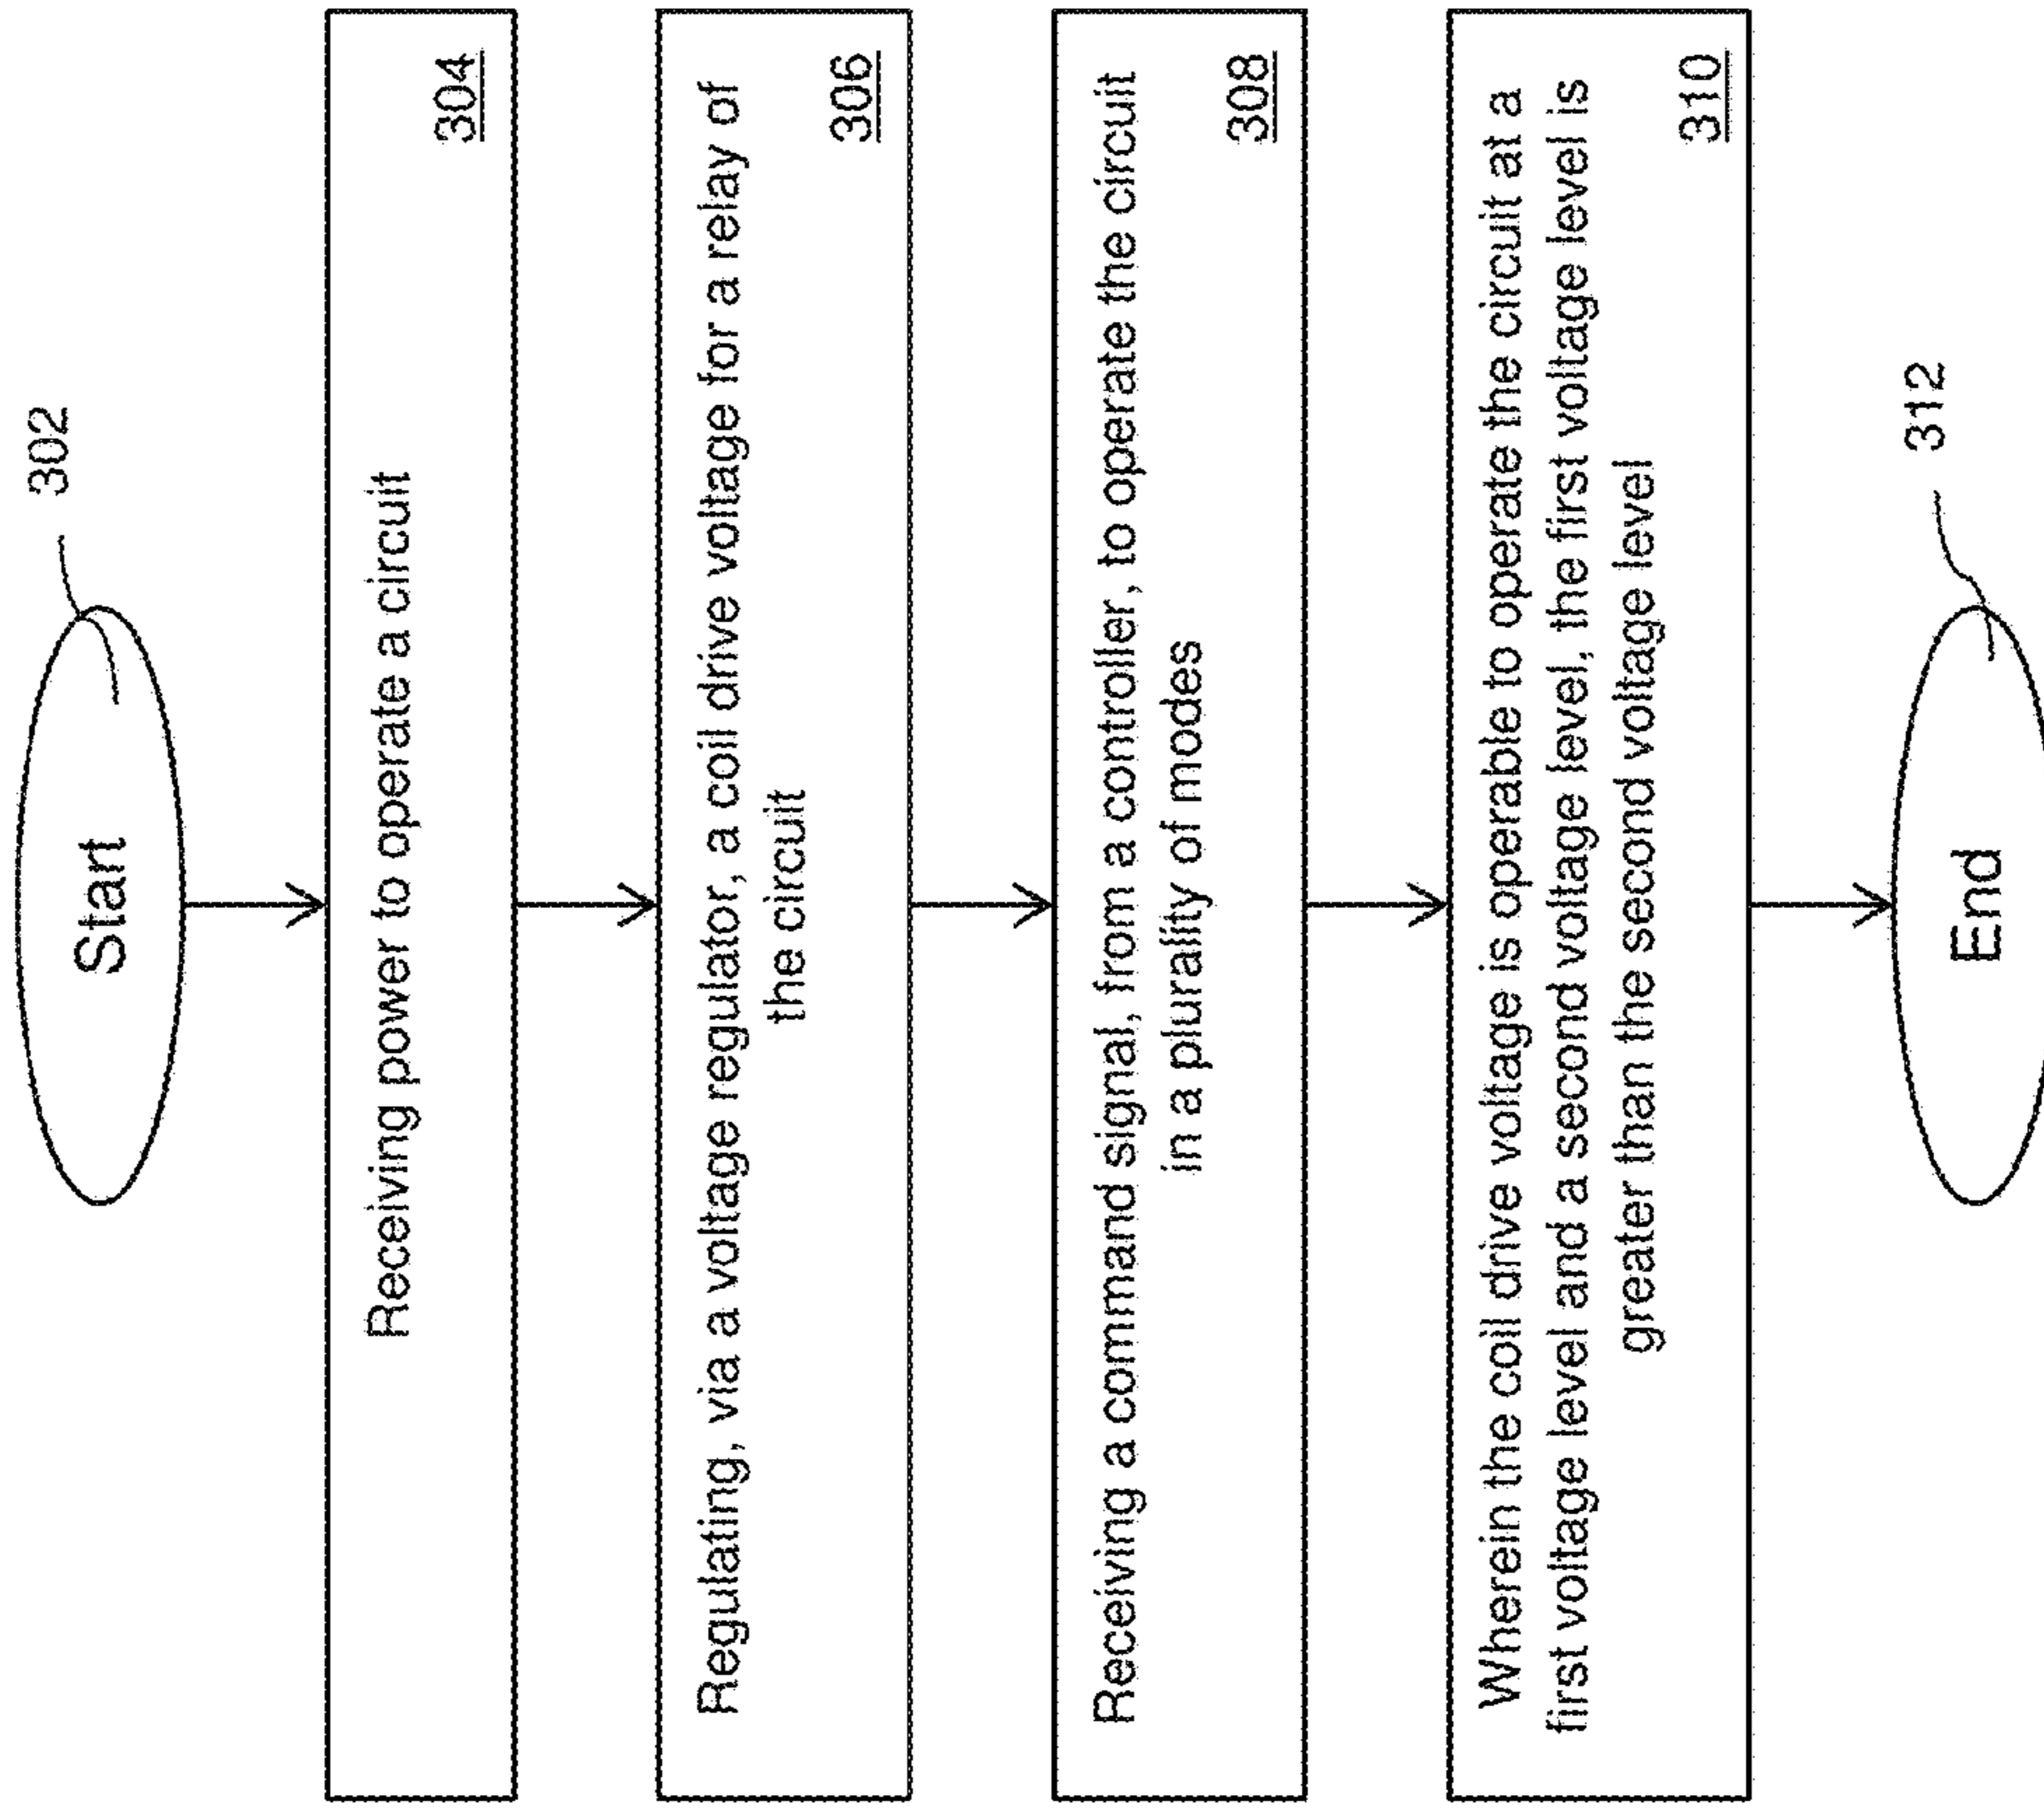 302
Start
Receiving power to operate a circuit
304
Regulating, via a voltage regulator, a coil drive voltage for a relay of
the circuit
306
Receiving a command signal, from a controller, to operate the circuit
in a plurality of modes
308
Wherein the coil drive voltage is operable to operate the circuit at a
first voltage level and a second voltage level, the first voltage level is
greater than the second voltage level
310
312
End